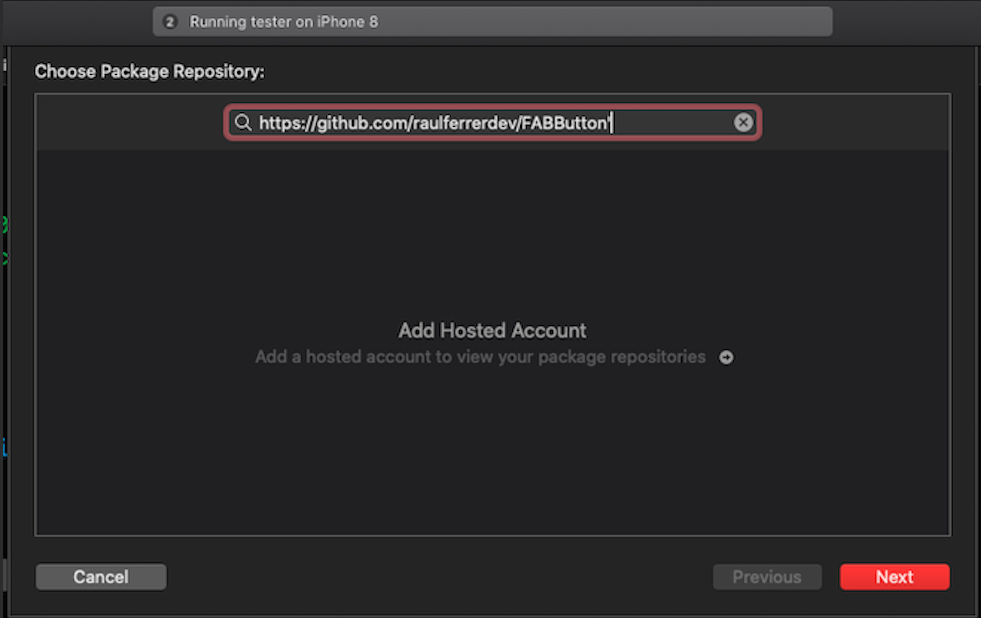 2 Running tester on iPhone 8
Choose Package Repository:
https://github.com/raulferrerdev/FABButton'
Add Hosted Account
Add a hosted account to view your package repositories
Cancel
Previous
Next